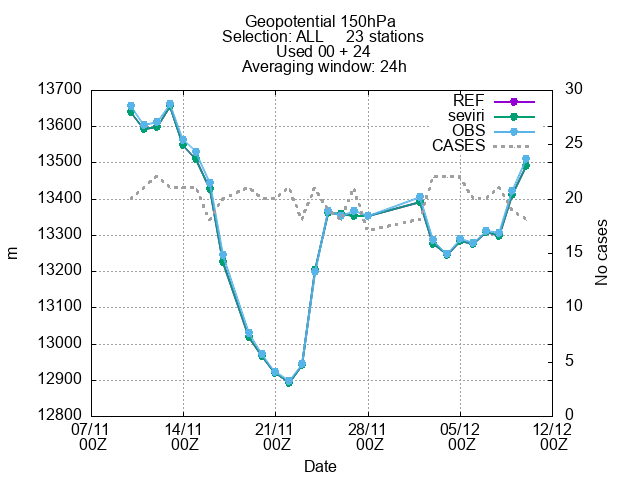 Geopotential 150hPa
Selection: ALL 23 stations
Used 00 + 24
Averaging window: 24h
13700
13600
13500
13400
13300
13200
13100
13000
12900
12800
m
30
25
20
15
10
5
0
No cases
REF
seviri
OBS
CASES
07/11 14/11 21/11 28/11 05/12 12/12
00Z 00Z 00Z 00Z 00Z 00Z
Date